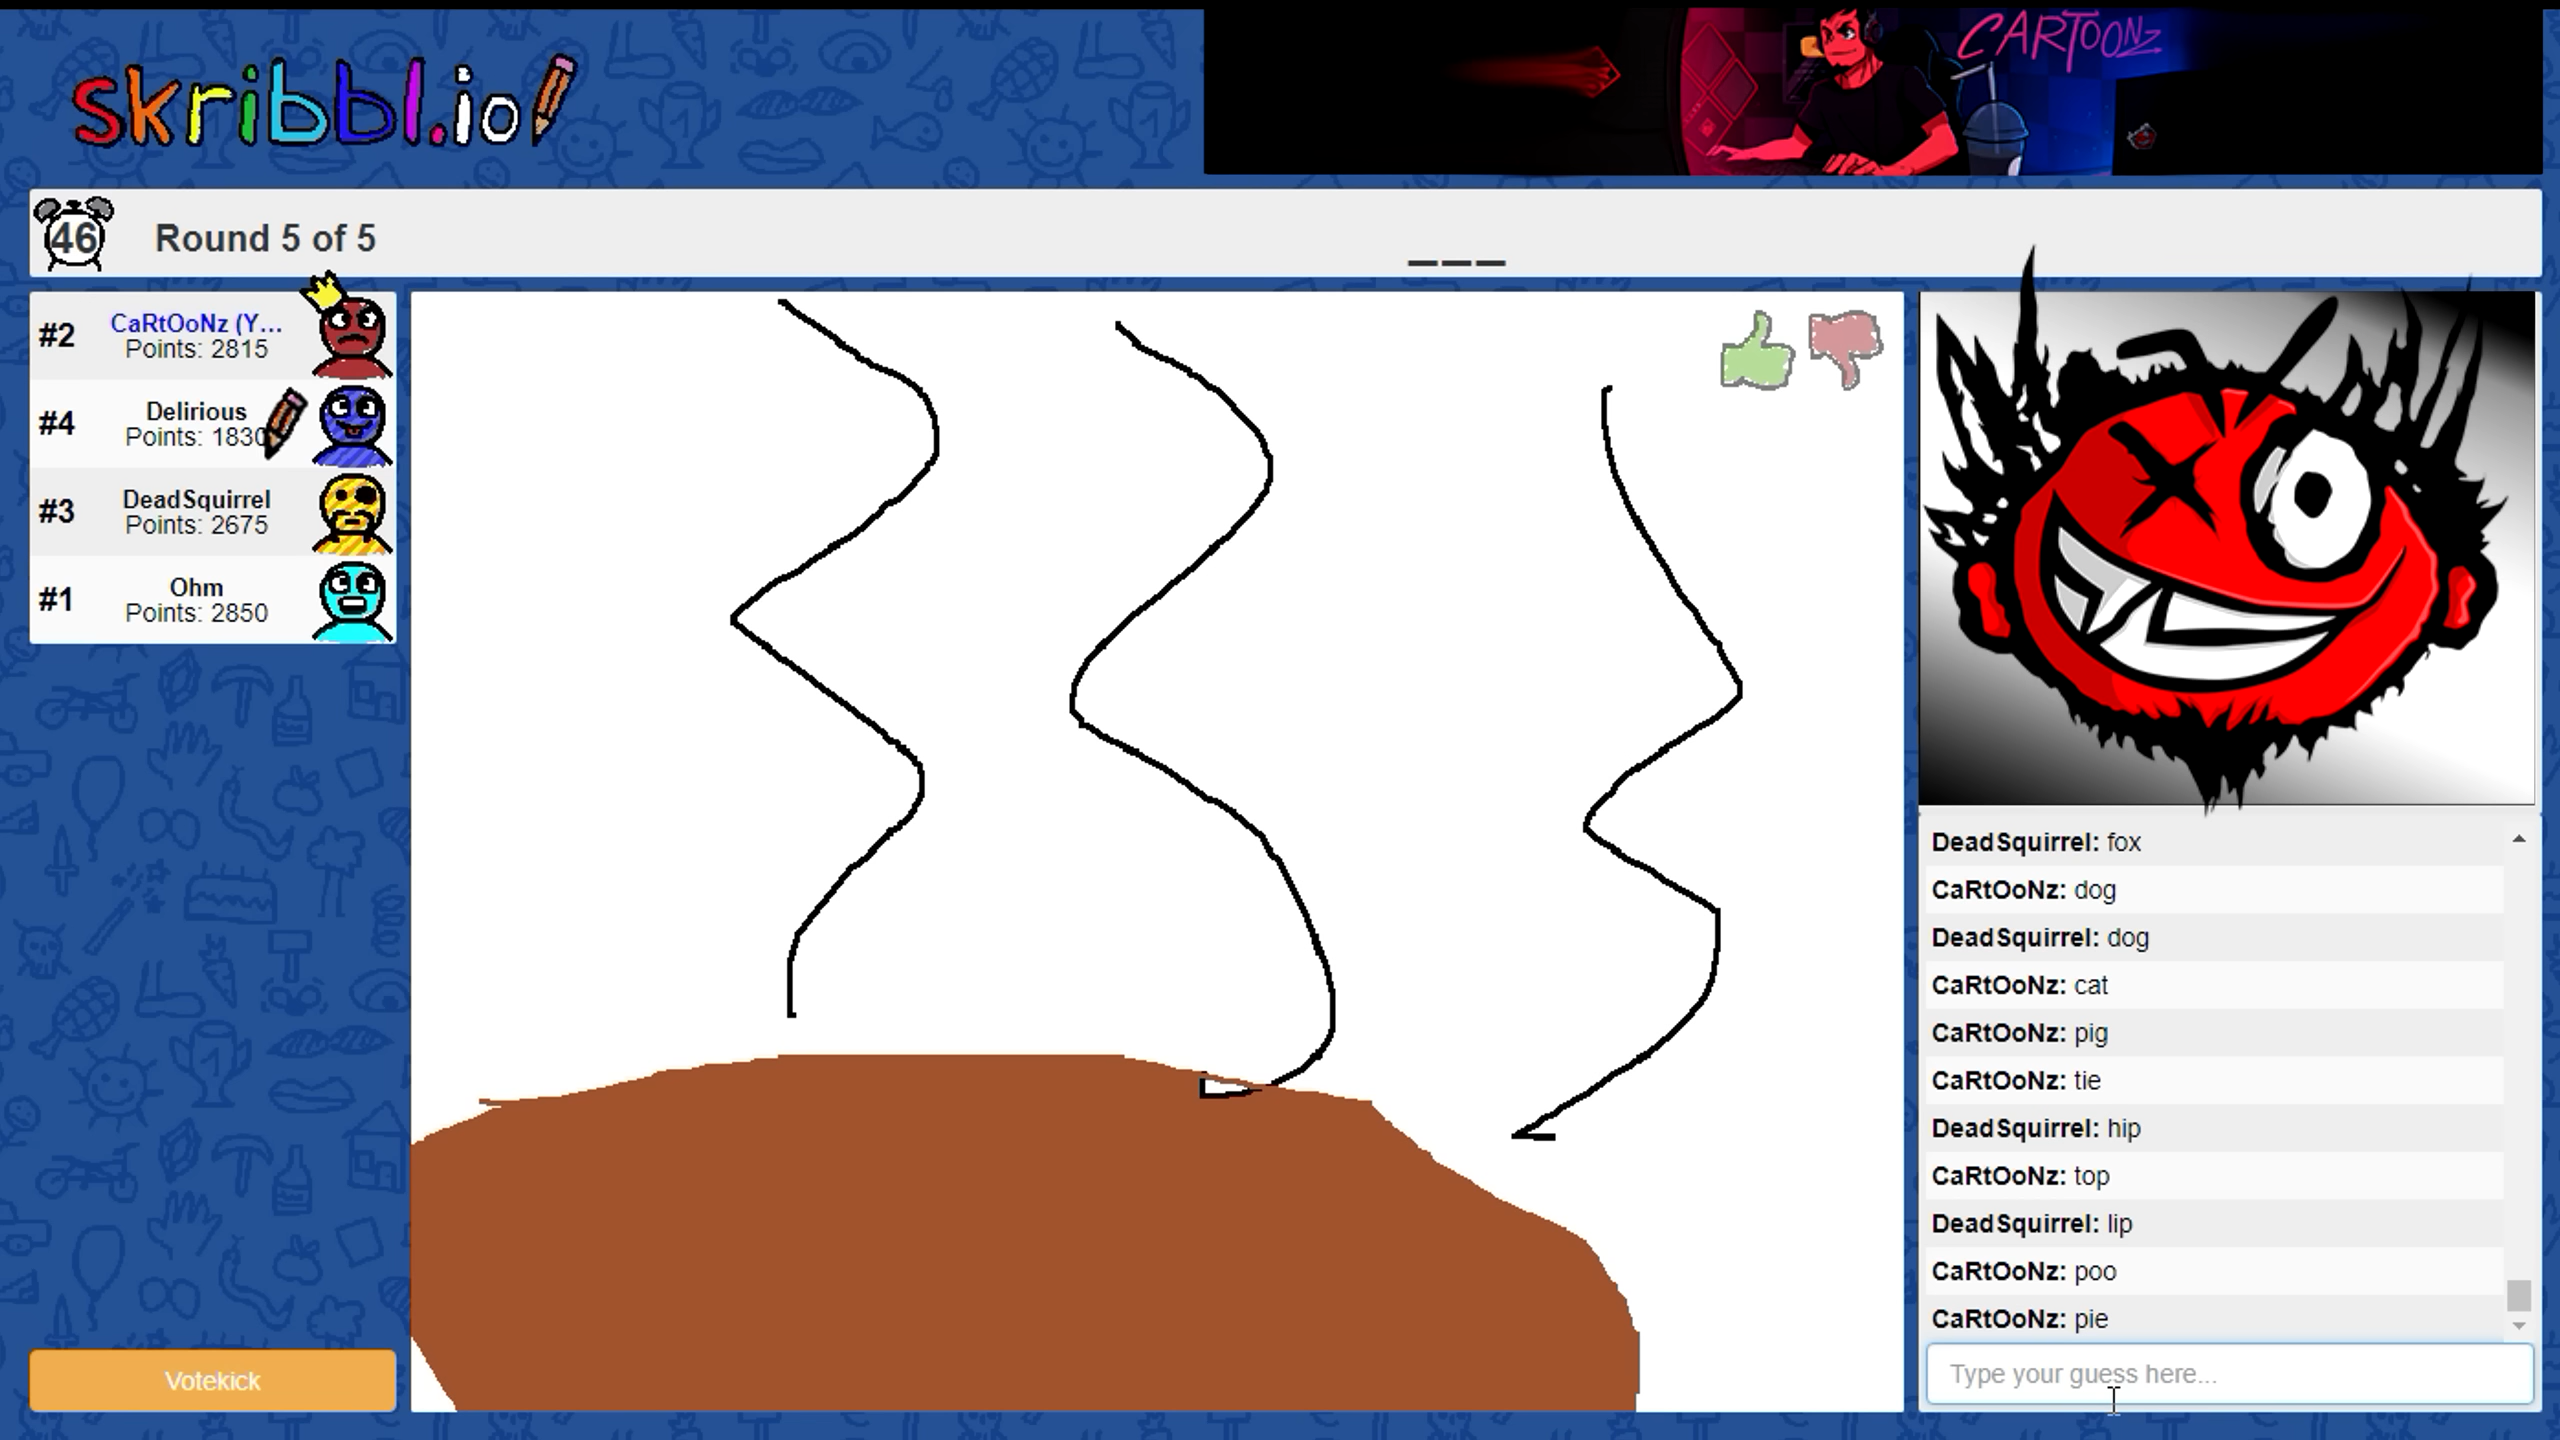 skribbl.io
CARTOONZ
46
Round 5 of 5
___
#2
CaRtOoNz (Y...
Points: 2815
#4
Delirious
Points: 1830
#3
DeadSquirrel
Points: 2675
#1
Ohm
Points: 2850
DeadSquirrel: fox
CaRtOoNz: dog
DeadSquirrel: dog
CaRtOoNz: cat
CaRtOoNz: pig
CaRtOoNz: tie
DeadSquirrel: hip
CaRtOoNz: top
DeadSquirrel: lip
CaRtOoNz: poo
CaRtOoNz: pie
Type your guess here...
Votekick